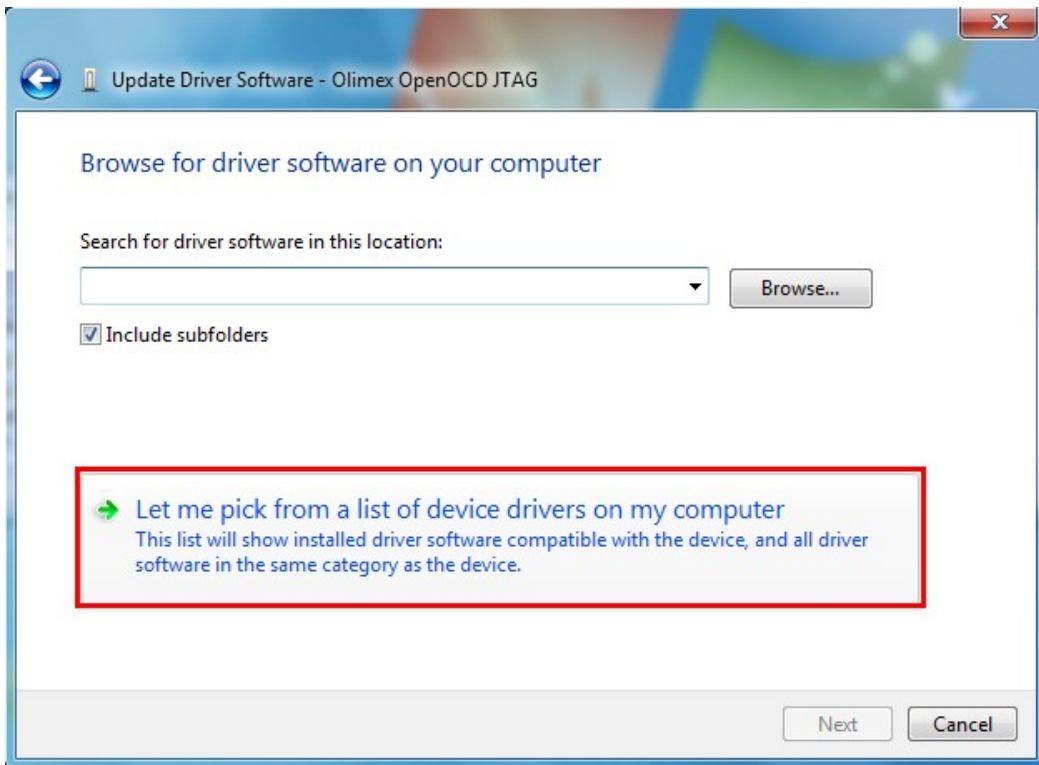 Update Driver Software - Olimex OpenOCD JTAG
Browse for driver software on your computer
Search for driver software in this location:
Browse...
Include subfolders
Let me pick from a list of device drivers on my computer
This list will show installed driver software compatible with the device, and all driver
software in the same category as the device.
Next
Cancel